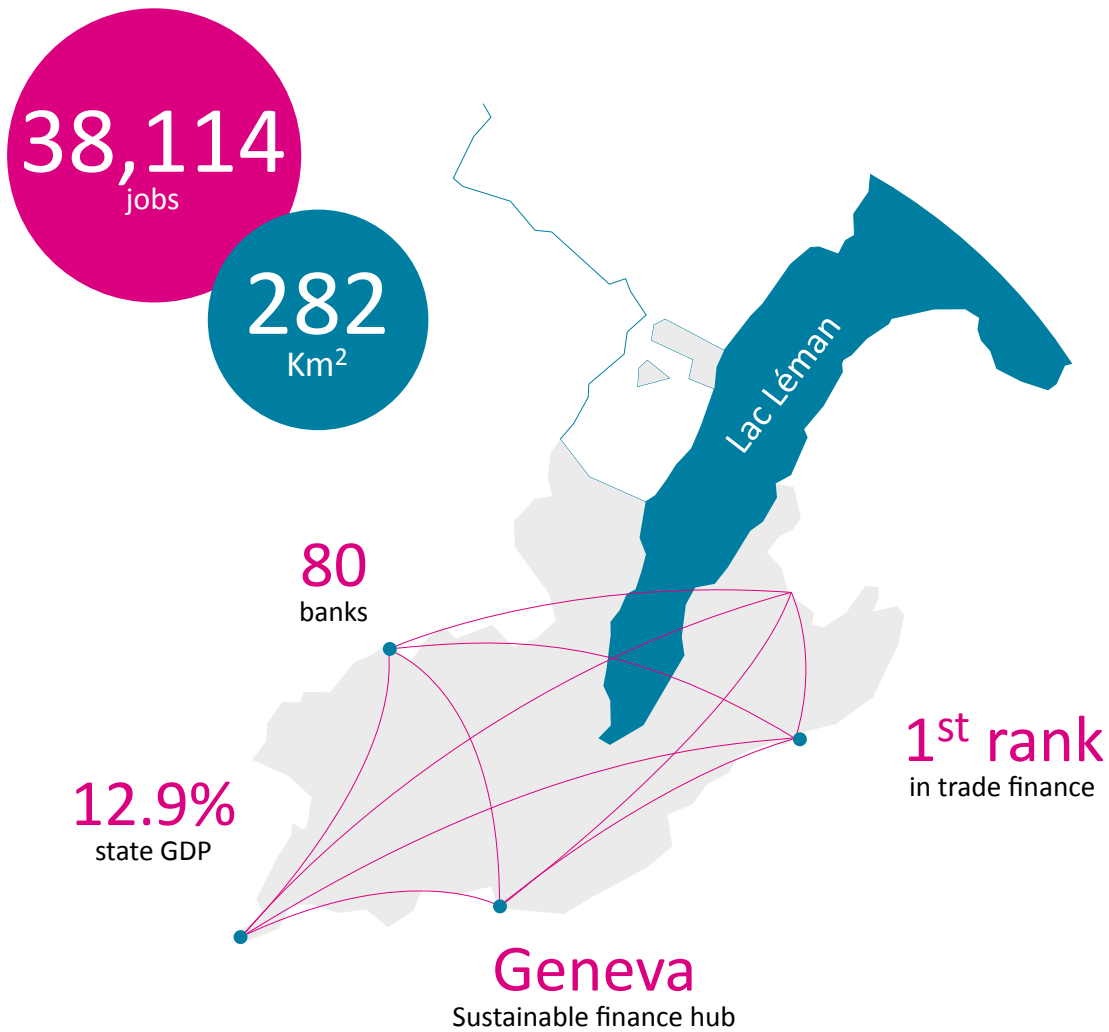 38,114
jobs
282
Km²
Lac Léman
80
banks
1st rank
in trade finance
12.9%
state GDP
Geneva
Sustainable finance hub